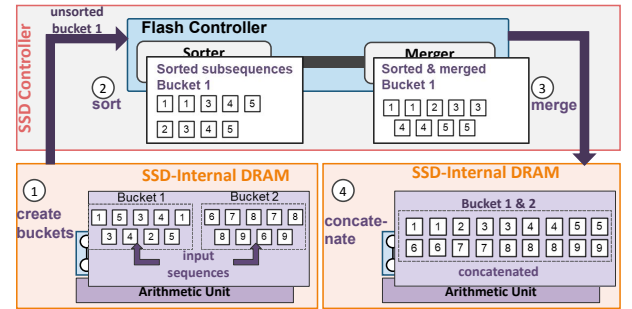 unsorted
bucket 1
Flash Controller
Sorter
Merger
SSD Controller
2
sort
Sorted subsequences
Bucket 1
1 1 3 4 5
2 3 4 5
Sorted & merged
Bucket 1
1 1 2 3 3
4 4 5 5
3
merge
SSD-Internal DRAM
1
create
buckets
Bucket 1
1 5 3 4 1
3 4 2 5
Bucket 2
6 7 8 7 8
8 9 6 9
input
sequences
Arithmetic Unit
SSD-Internal DRAM
4
concate-
nate
Bucket 1 & 2
1 1 2 3 3 4 4 5 5
6 6 7 7 8 8 8 9 9
concatenated
Arithmetic Unit